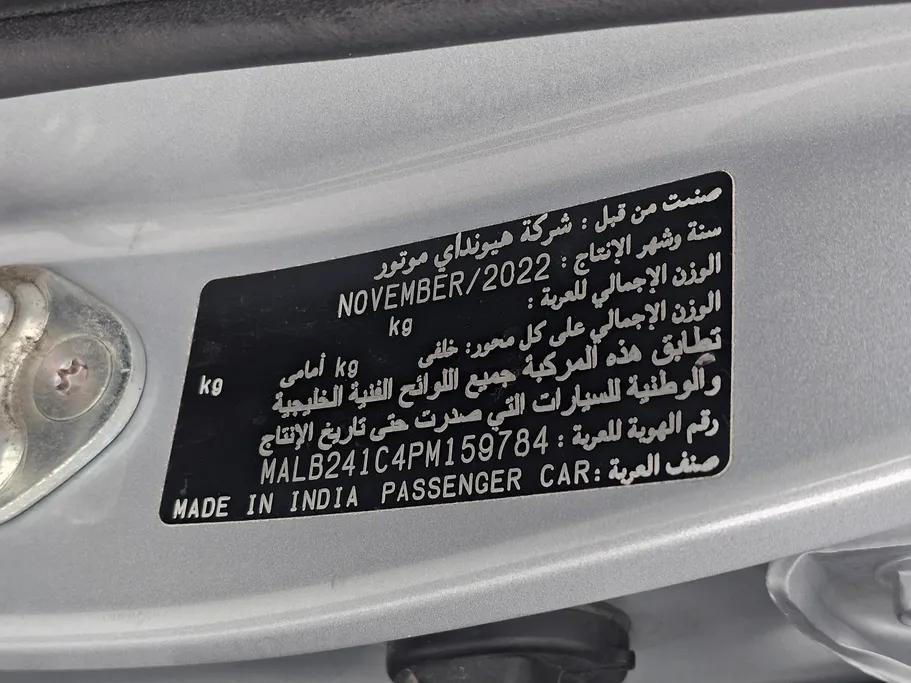 صنعت من قبل : شركة هيونداي موتور
سنة وشهر الإنتاج : NOVEMBER/2022
الوزن الإجمالي للعربة : kg
الوزن الإجمالي على كل محور: خلفى kg أمامى kg
تطابق هذه المركبة جميع اللوائح الفنية الخليجية
والوطنية للسيارات التي صدرت حتى تاريخ الإنتاج
رقم الهوية للعربة : MALB241C4PM159784
صنف العربة : PASSENGER CAR MADE IN INDIA